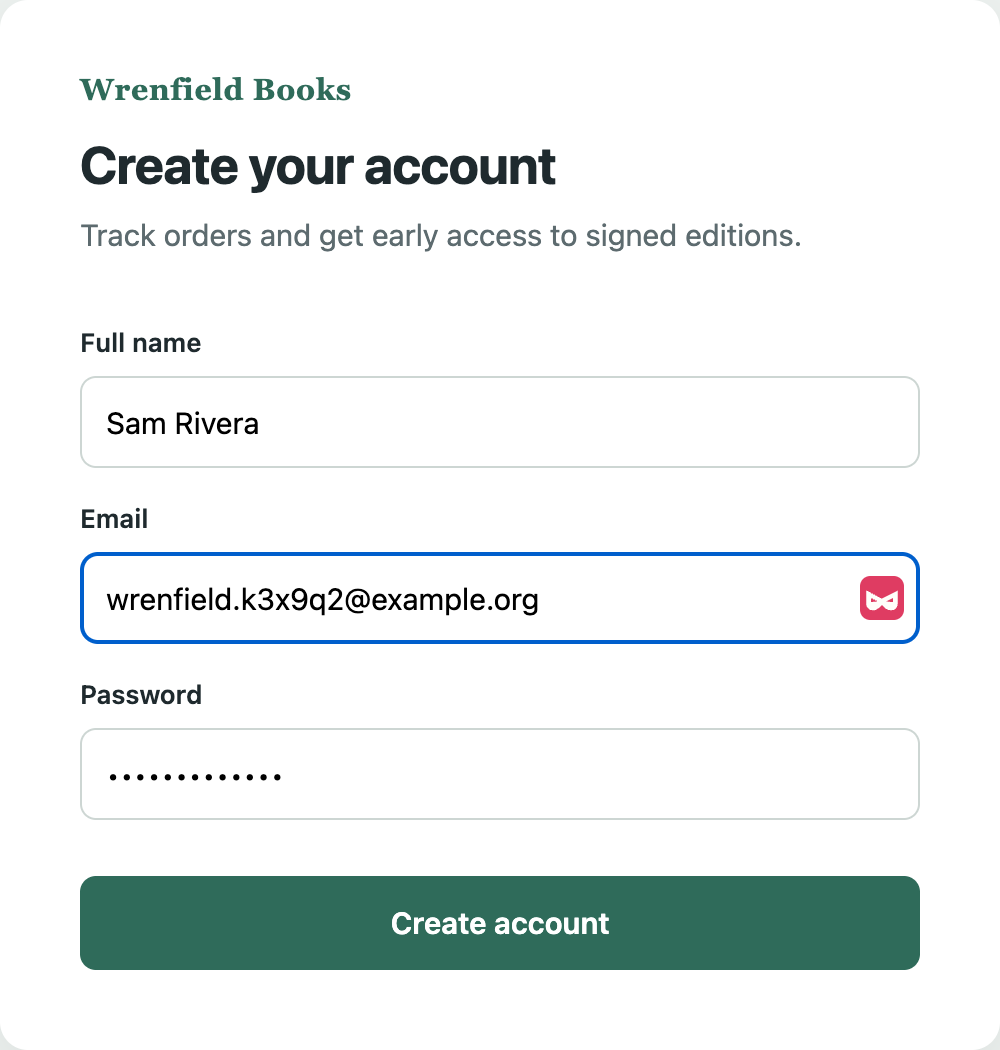 Wrenfield Books
Create your account
Track orders and get early access to signed editions.
Full name
Sam Rivera
Email
wrenfield.k3x9q2@example.org
Password
•••••••••••••
Create account